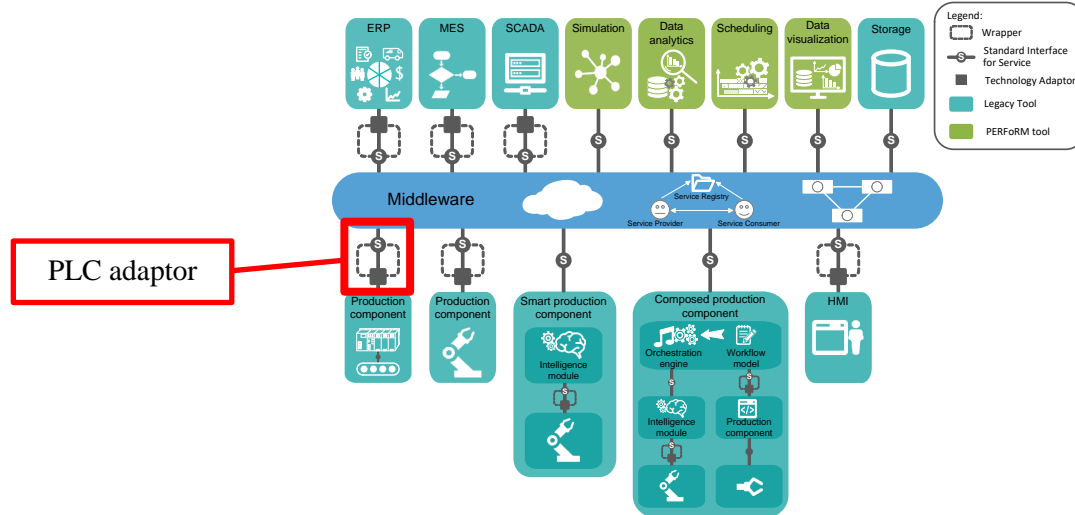 ERP
MES
SCADA
Simulation
Data
analytics
Scheduling
Data
visualization
Storage
Legend:
Wrapper
S
Standard Interface
for Service
Technology Adaptor
Legacy Tool
PERFoRM tool
$
S
S
S
S
S
S
S
S
Middleware
Service Registry
Service Provider
Service Consumer
PLC adaptor
S
S
S
S
S
Production
component
Production
component
Smart production
component
Composed production
component
HMI
Intelligence
module
Orchestration
engine
Workflow
model
S
S
S
Intelligence
module
</>
Production
component
S